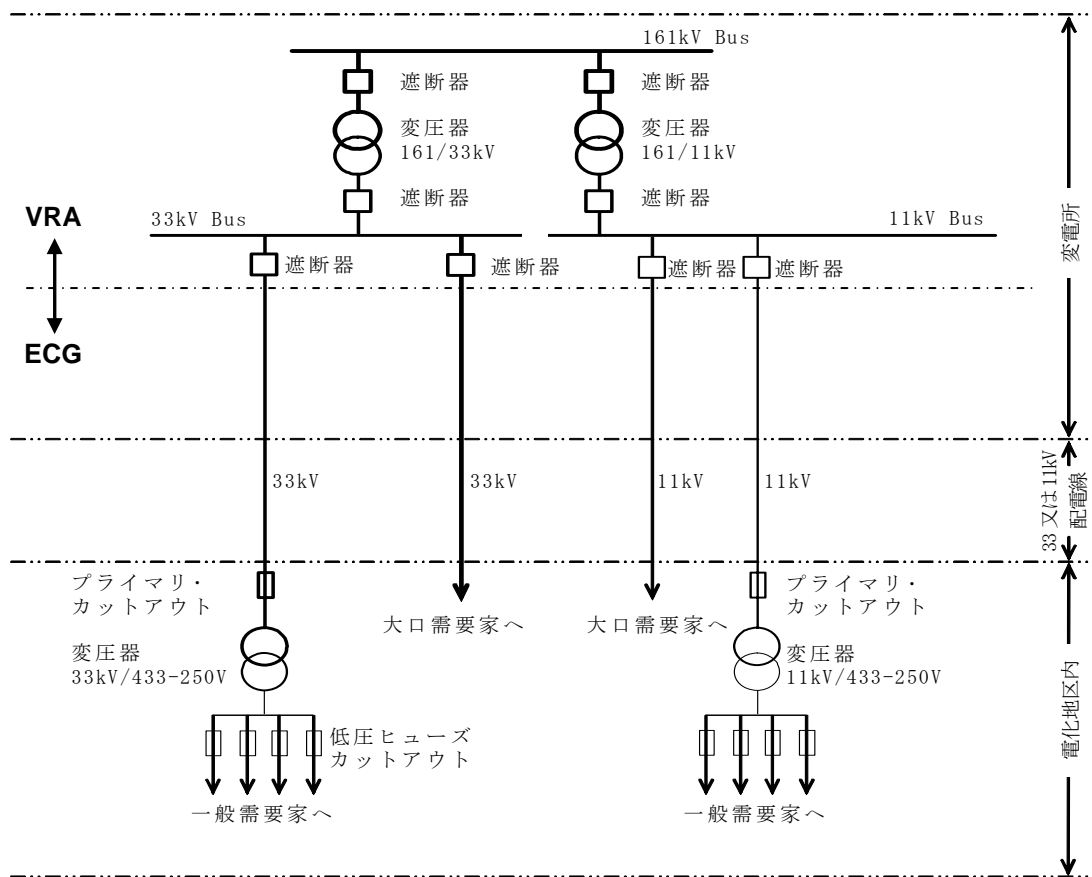 161kV Bus
遮断器
遮断器
変圧器
161/33kV
変圧器
161/11kV
遮断器
遮断器
VRA
33kV Bus
11kV Bus
遮断器
遮断器
遮断器
遮断器
ECG
変電所
33kV
33kV
11kV
11kV
33 又は 11kV
配電線
プライマリ・
カットアウト
プライマリ・
カットアウト
大口需要家へ
大口需要家へ
変圧器
33kV/433-250V
変圧器
11kV/433-250V
電化地区内
低圧ヒューズ
カットアウト
一般需要家へ
一般需要家へ